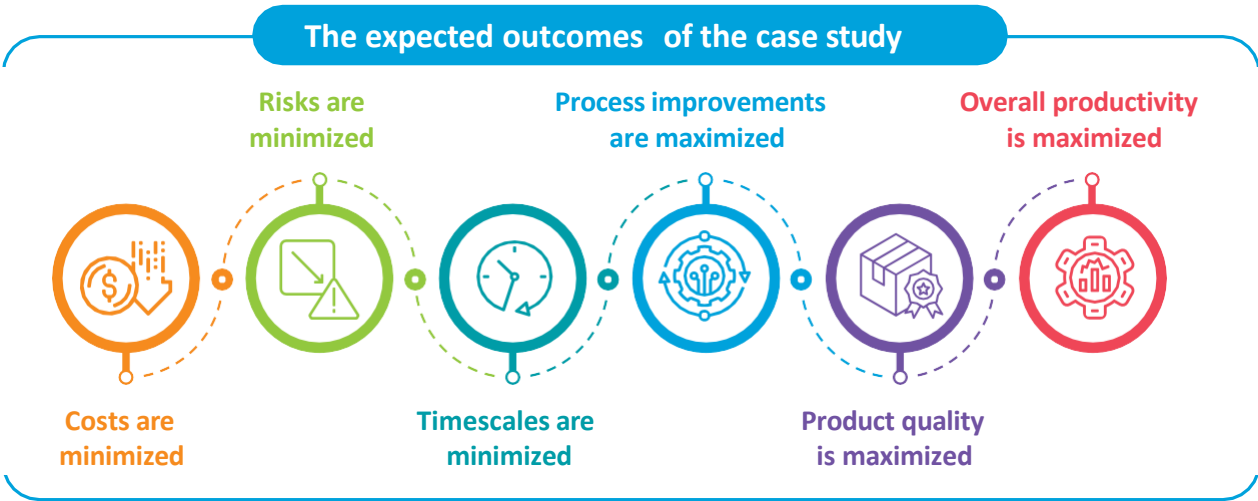 The expected outcomes of the case study
Risks are
minimized
Process improvements
are maximized
Overall productivity
is maximized
$
Costs are
minimized
Timescales are
minimized
Product quality
is maximized